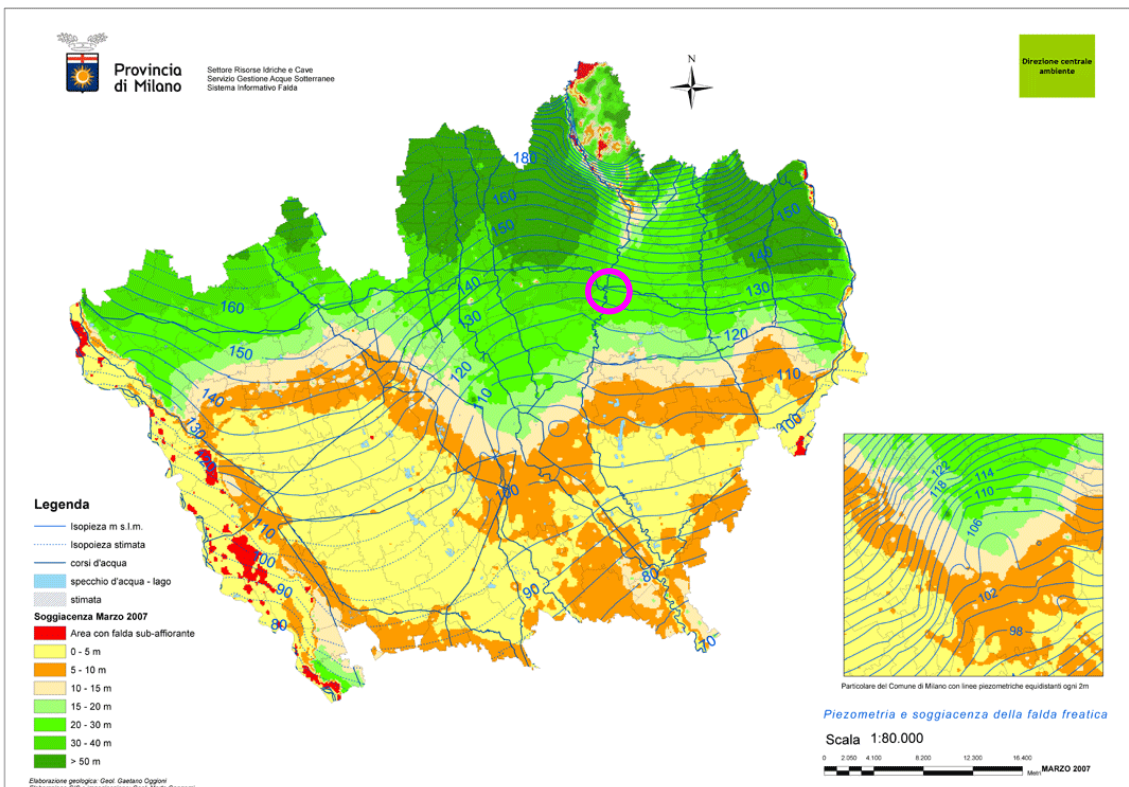 Provincia
di Milano
Settore Risorse Idriche e Cave
Servizio Gestione Acque Sotterranee
Sistema Informativo Falda
N
Direzione centrale
ambiente
180
160
150
150
140
140
130
130
160
150
120
120
110
110
140
130
100
100
110
100
90
80
90
80
70
Legenda
Isopieza m s.l.m.
Isopoieza stimata
corsi d'acqua
specchio d'acqua - lago
stimata
Soggiacenza Marzo 2007
Area con falda sub-affiorante
0 - 5 m
5 - 10 m
10 - 15 m
15 - 20 m
20 - 30 m
30 - 40 m
> 50 m
Elaborazione geologica: Geol. Gaetano Oggioni
122
118
114
110
106
102
98
Particolare del Comune di Milano con linee piezometriche equidistanti ogni 2m
Piezometria e soggiacenza della falda freatica
Scala 1:80.000
0 2.050 4.100 8.200 12.300 16.400
Metri
MARZO 2007